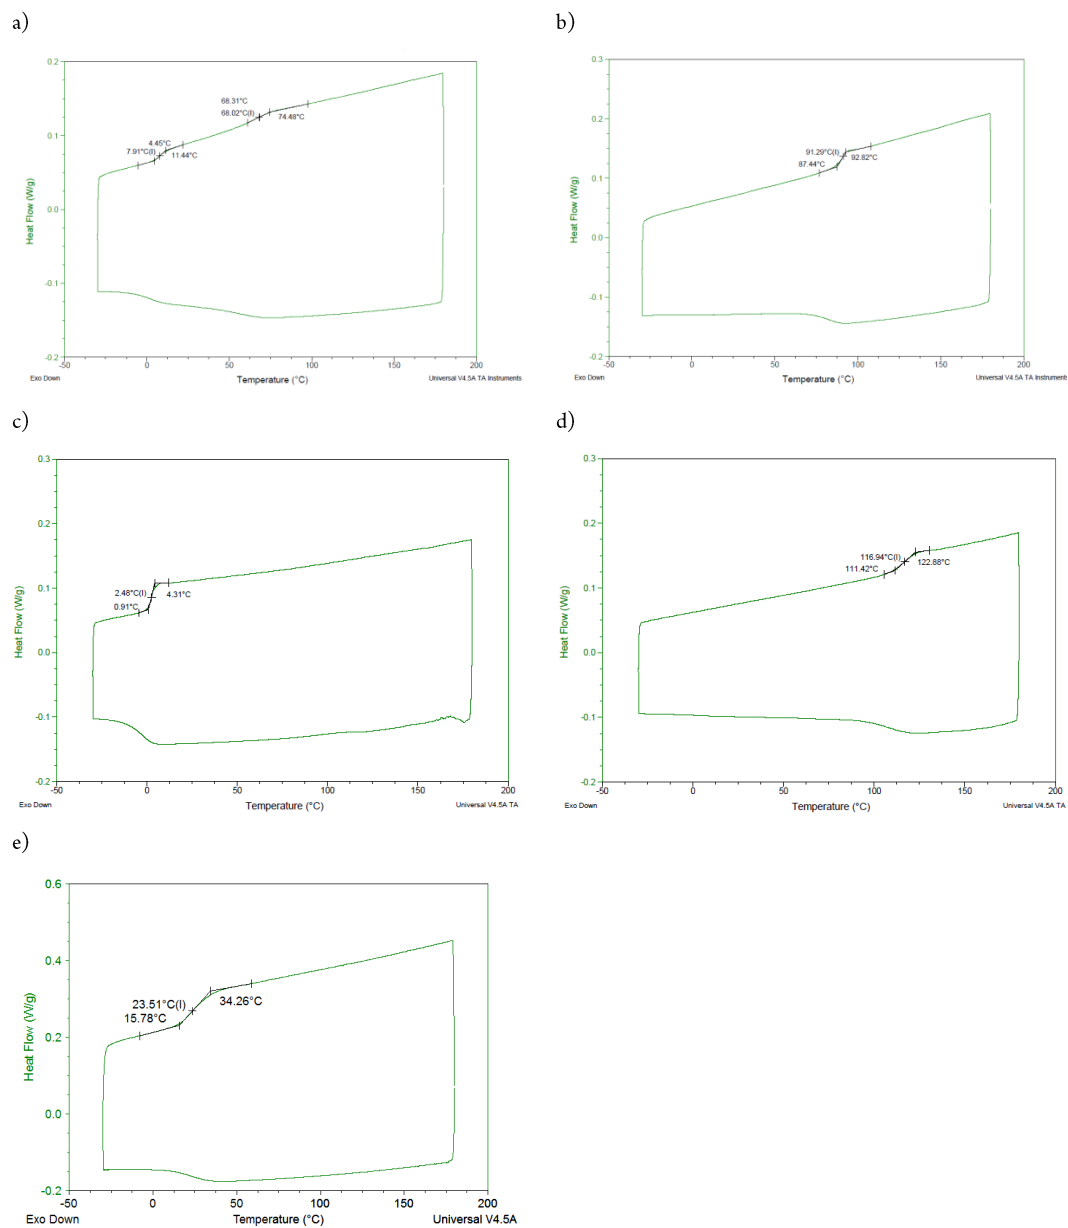 a)
0.2
0.1
0.0
-0.1
-0.2
Heat Flow (W/g)
68.31°C
68.02°C(I)
74.48°C
4.45°C
7.91°C(I)
11.44°C
-50
0
50
100
150
200
Exo Down
Temperature (°C)
Universal V4.5A TA Instruments
b)
0.3
0.2
0.1
0.0
-0.1
-0.2
Heat Flow (W/g)
91.29°C(I)
92.82°C
87.44°C
-50
0
50
100
150
200
Exo Down
Temperature (°C)
Universal V4.5A TA Instruments
c)
0.3
0.2
0.1
0.0
-0.1
-0.2
Heat Flow (W/g)
2.48°C(I)
4.31°C
0.91°C
-50
0
50
100
150
200
Exo Down
Temperature (°C)
Universal V4.5A TA
d)
0.3
0.2
0.1
0.0
-0.1
-0.2
Heat Flow (W/g)
116.94°C(I)
122.88°C
111.42°C
-50
0
50
100
150
200
Exo Down
Temperature (°C)
Universal V4.5A TA
e)
0.6
0.4
0.2
0.0
-0.2
Heat Flow (W/g)
23.51°C(I)
34.26°C
15.78°C
-50
0
50
100
150
200
Exo Down
Temperature (°C)
Universal V4.5A